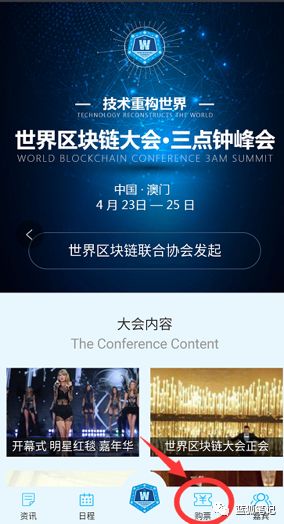 W
技术重构世界
TECHNOLOGY RECONSTRUCTS THE WORLD
世界区块链大会·三点钟峰会
WORLD BLOCKCHAIN CONFERENCE 3AM SUMMIT
中国·澳门
4 月 23日 — 25 日
世界区块链联合协会发起
大会内容
The Conference Content
开幕式 明星红毯 嘉年华
世界区块链大会正会
资讯
日程
W
购票
嘉宾
蓝狐笔记